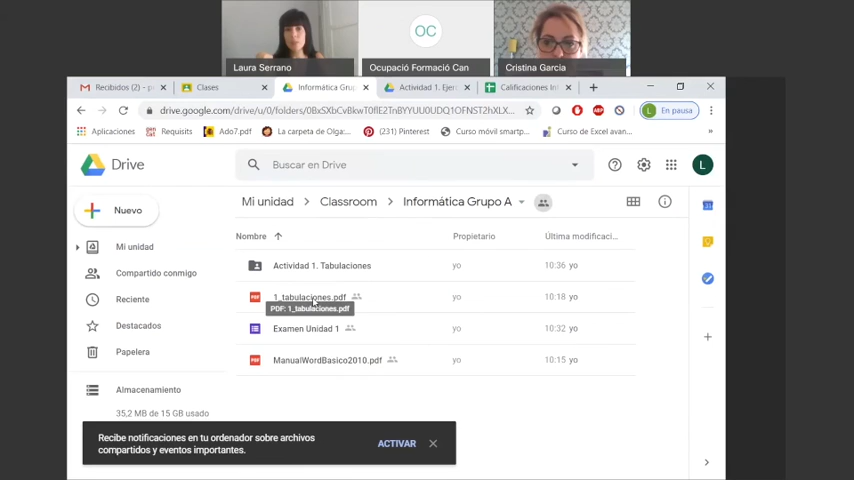 OC
Laura Serrano
Ocupació Formació Can
Cristina Garcia
Recibidos (2) - p
Clases
Informática Grup
Actividad 1. Ejer
Calificaciones In
drive.google.com/drive/u/0/folders/
En pausa
Aplicaciones
Requisits
Ado7.pdf
La carpeta de Olga:...
(231) Pinterest
Curso móvil smartp...
Curso de Excel avan...
»
Drive
Buscar en Drive
L
Nuevo
Mi unidad > Classroom > Informática Grupo A
Nombre
Propietario
Última modificaci...
Mi unidad
Compartido conmigo
Reciente
Destacados
Papelera
Almacenamiento
35,2 MB de 15 GB usado
Actividad 1. Tabulaciones
yo
10:36 yo
PDF
1_tabulaciones.pdf
yo
10:18 yo
PDF: 1_tabulaciones.pdf
Examen Unidad 1
yo
10:32 yo
PDF
ManualWordBasico2010.pdf
yo
10:15 yo
Recibe notificaciones en tu ordenador sobre archivos
compartidos y eventos importantes.
ACTIVAR